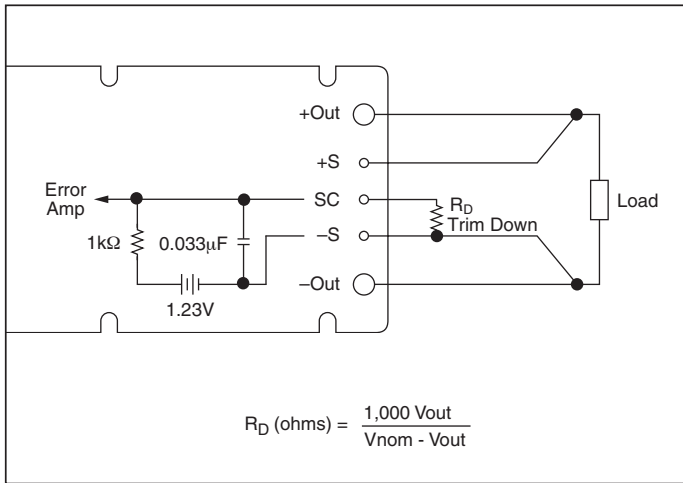 +Out
+S
Error
Amp
SC
R_D
Trim Down
Load
1kΩ
0.033µF
–S
1.23V
–Out
R_D (ohms) = 1,000 Vout / Vnom - Vout